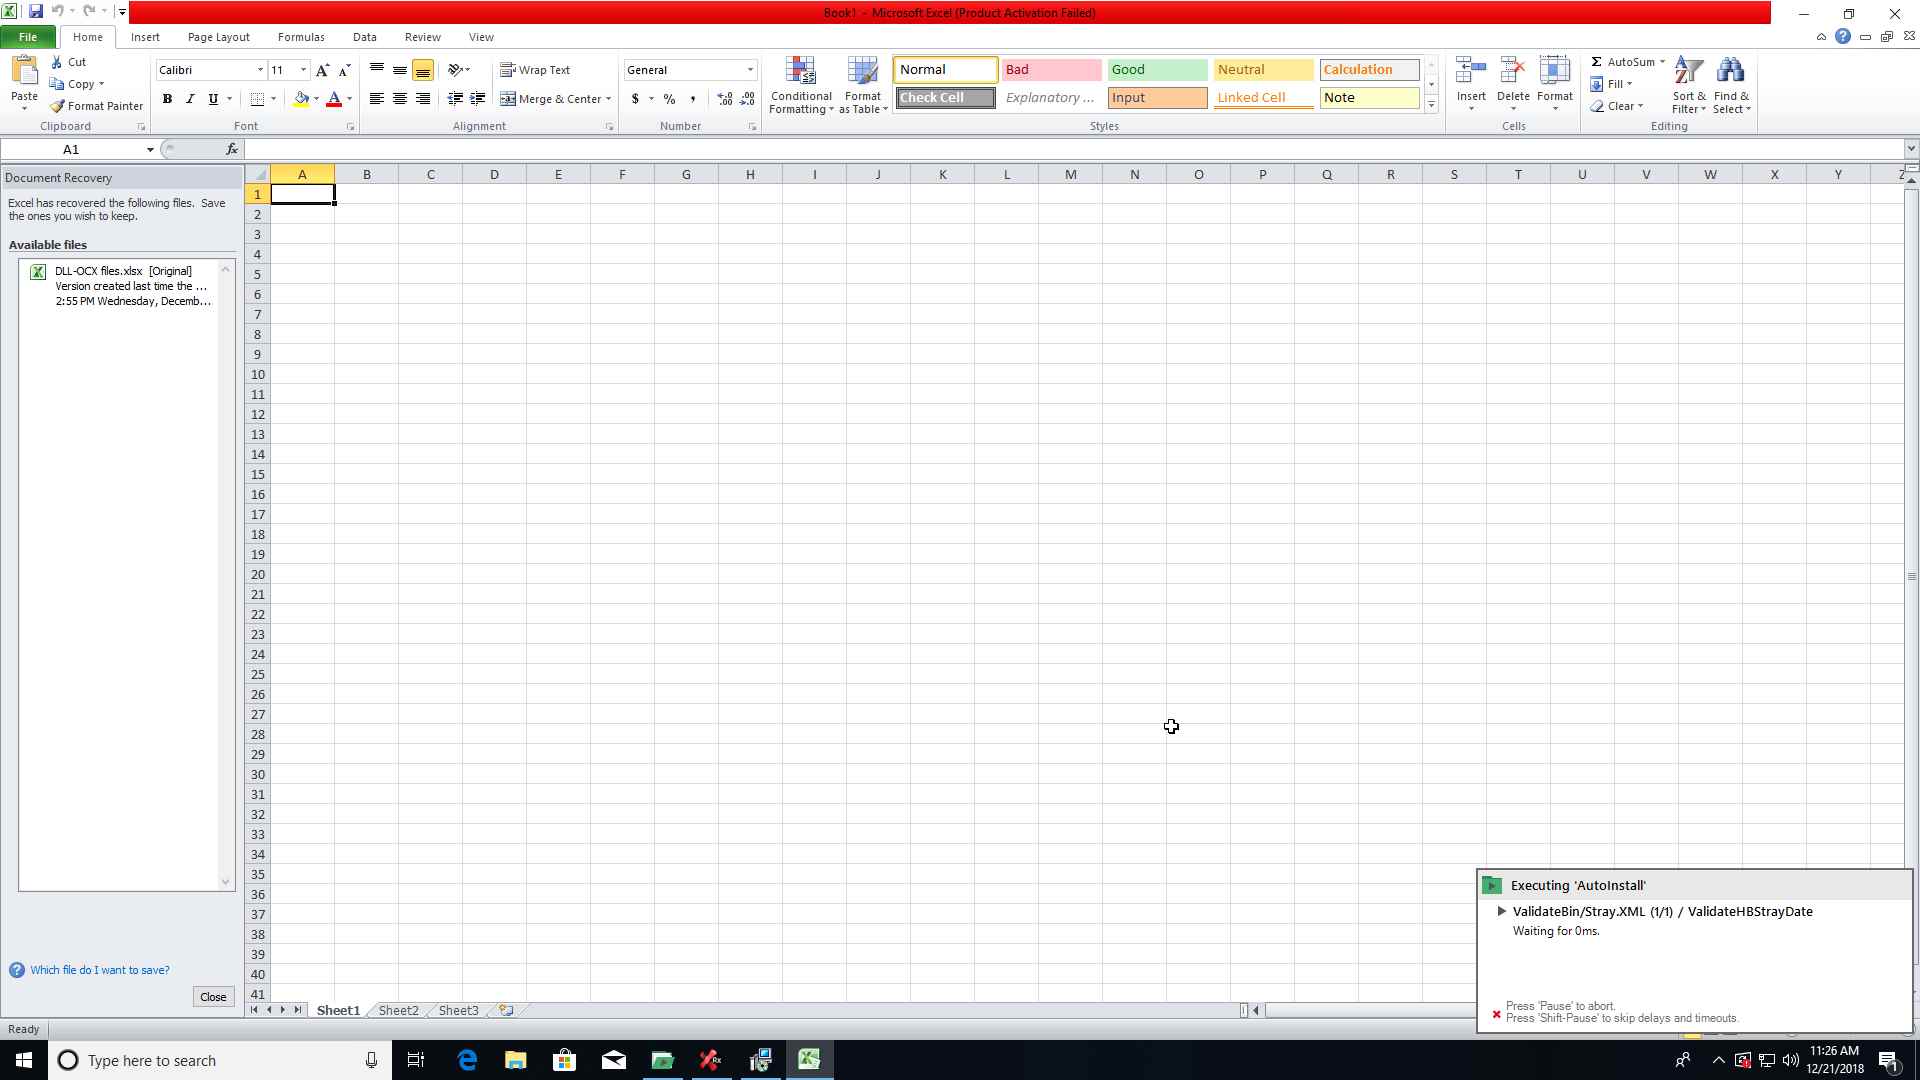 Book1 - Microsoft Excel (Product Activation Failed)
File Home Insert Page Layout Formulas Data Review View
Paste
Cut
Copy
Format Painter
Clipboard
Calibri 11
B I U
Font
Wrap Text
Merge & Center
Alignment
General
$ % ,
Number
Conditional Formatting
Format as Table
Normal Bad Good Neutral Calculation
Check Cell Explanatory ... Input Linked Cell Note
Styles
Insert Delete Format
Cells
Σ AutoSum
Fill
Clear
Sort & Filter
Find & Select
Editing
A1 fx
Document Recovery
Excel has recovered the following files. Save
the ones you wish to keep.
Available files
DLL-OCX files.xlsx [Original]
Version created last time the ...
2:55 PM Wednesday, Decemb...
Which file do I want to save?
Close
A B C D E F G H I J K L M N O P Q R S T U V W X Y Z
1
2
3
4
5
6
7
8
9
10
11
12
13
14
15
16
17
18
19
20
21
22
23
24
25
26
27
28
29
30
31
32
33
34
35
36
37
38
39
40
41
Sheet1 Sheet2 Sheet3
Ready
Executing 'AutoInstall'
ValidateBin/Stray.XML (1/1) / ValidateHBStrayDate
Waiting for 0ms.
Press 'Pause' to abort.
Press 'Shift-Pause' to skip delays and timeouts.
Type here to search
11:26 AM
12/21/2018
1